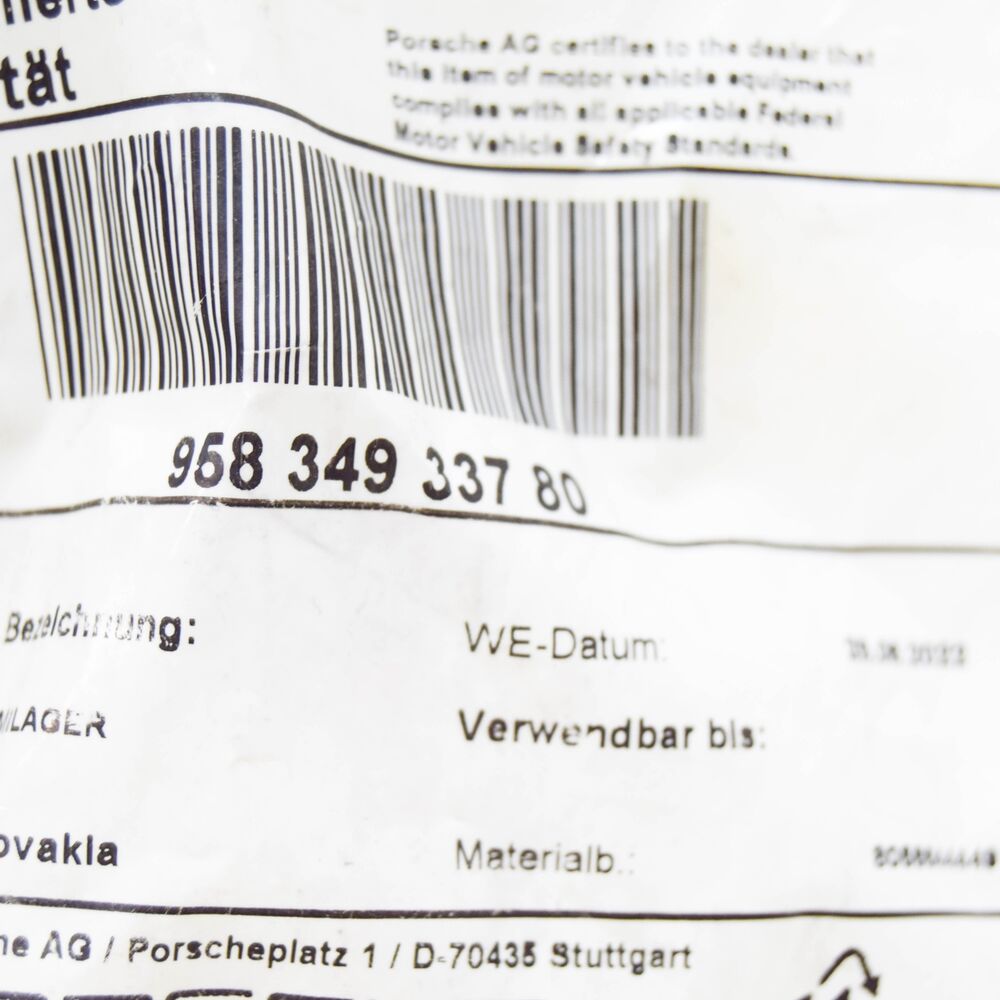 tät
Porsche AG certifies to the dealer that
this item of motor vehicle equipment
complies with all applicable Federal
Motor Vehicle Safety Standards.
958 349 337 80
Bezeichnung:
WE-Datum:
LAGER
Verwendbar bis:
ovakia
Materialb.:
he AG / Porscheplatz 1 / D-70435 Stuttgart